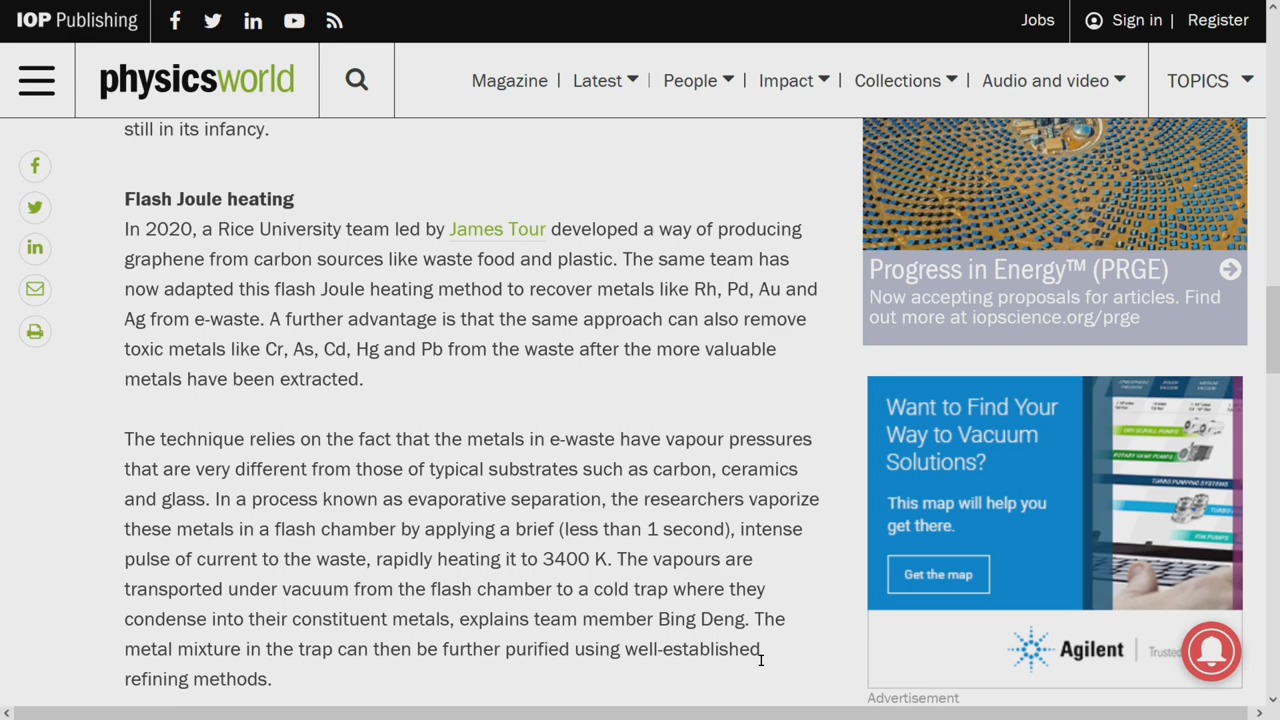 IOP Publishing
Jobs
Sign in | Register
physicsworld
Magazine | Latest | People | Impact | Collections | Audio and video
TOPICS
still in its infancy.
Flash Joule heating
In 2020, a Rice University team led by James Tour developed a way of producing
graphene from carbon sources like waste food and plastic. The same team has
now adapted this flash Joule heating method to recover metals like Rh, Pd, Au and
Ag from e-waste. A further advantage is that the same approach can also remove
toxic metals like Cr, As, Cd, Hg and Pb from the waste after the more valuable
metals have been extracted.
The technique relies on the fact that the metals in e-waste have vapour pressures
that are very different from those of typical substrates such as carbon, ceramics
and glass. In a process known as evaporative separation, the researchers vaporize
these metals in a flash chamber by applying a brief (less than 1 second), intense
pulse of current to the waste, rapidly heating it to 3400 K. The vapours are
transported under vacuum from the flash chamber to a cold trap where they
condense into their constituent metals, explains team member Bing Deng. The
metal mixture in the trap can then be further purified using well-established
refining methods.
Progress in Energy™ (PRGE)
Now accepting proposals for articles. Find
out more at iopscience.org/prge
Want to Find Your
Way to Vacuum
Solutions?
This map will help you
get there.
Get the map
DRY SCROLL PUMPS
ROTARY VANE PUMPS
TURBO PUMPING SYSTEMS
Agilent
Trusted
Advertisement